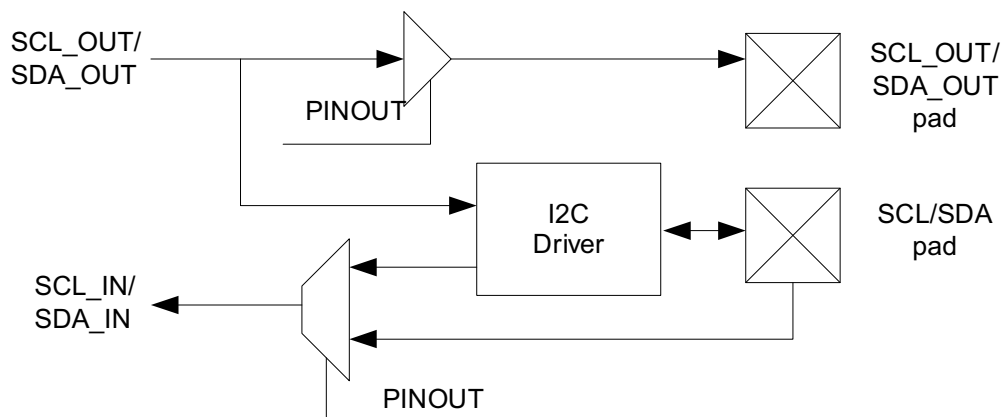 SCL_OUT/
SDA_OUT
PINOUT
SCL_OUT/
SDA_OUT
pad
I2C
Driver
SCL/SDA
pad
SCL_IN/
SDA_IN
PINOUT